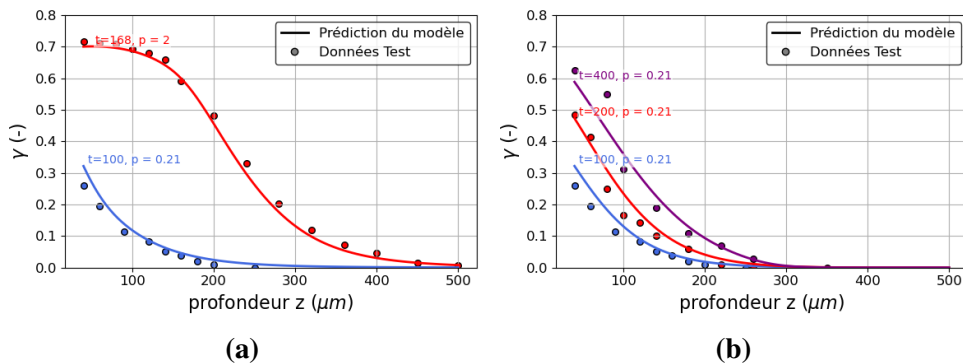 t=168, p = 2
t=100, p = 0.21
Prédiction du modèle
Données Test
0.8
0.7
0.6
0.5
0.4
0.3
0.2
0.1
0.0
γ (-)
100 200 300 400 500
profondeur z (μm)
(a)
t=400, p = 0.21
t=200, p = 0.21
t=100, p = 0.21
Prédiction du modèle
Données Test
0.8
0.7
0.6
0.5
0.4
0.3
0.2
0.1
0.0
γ (-)
100 200 300 400 500
profondeur z (μm)
(b)